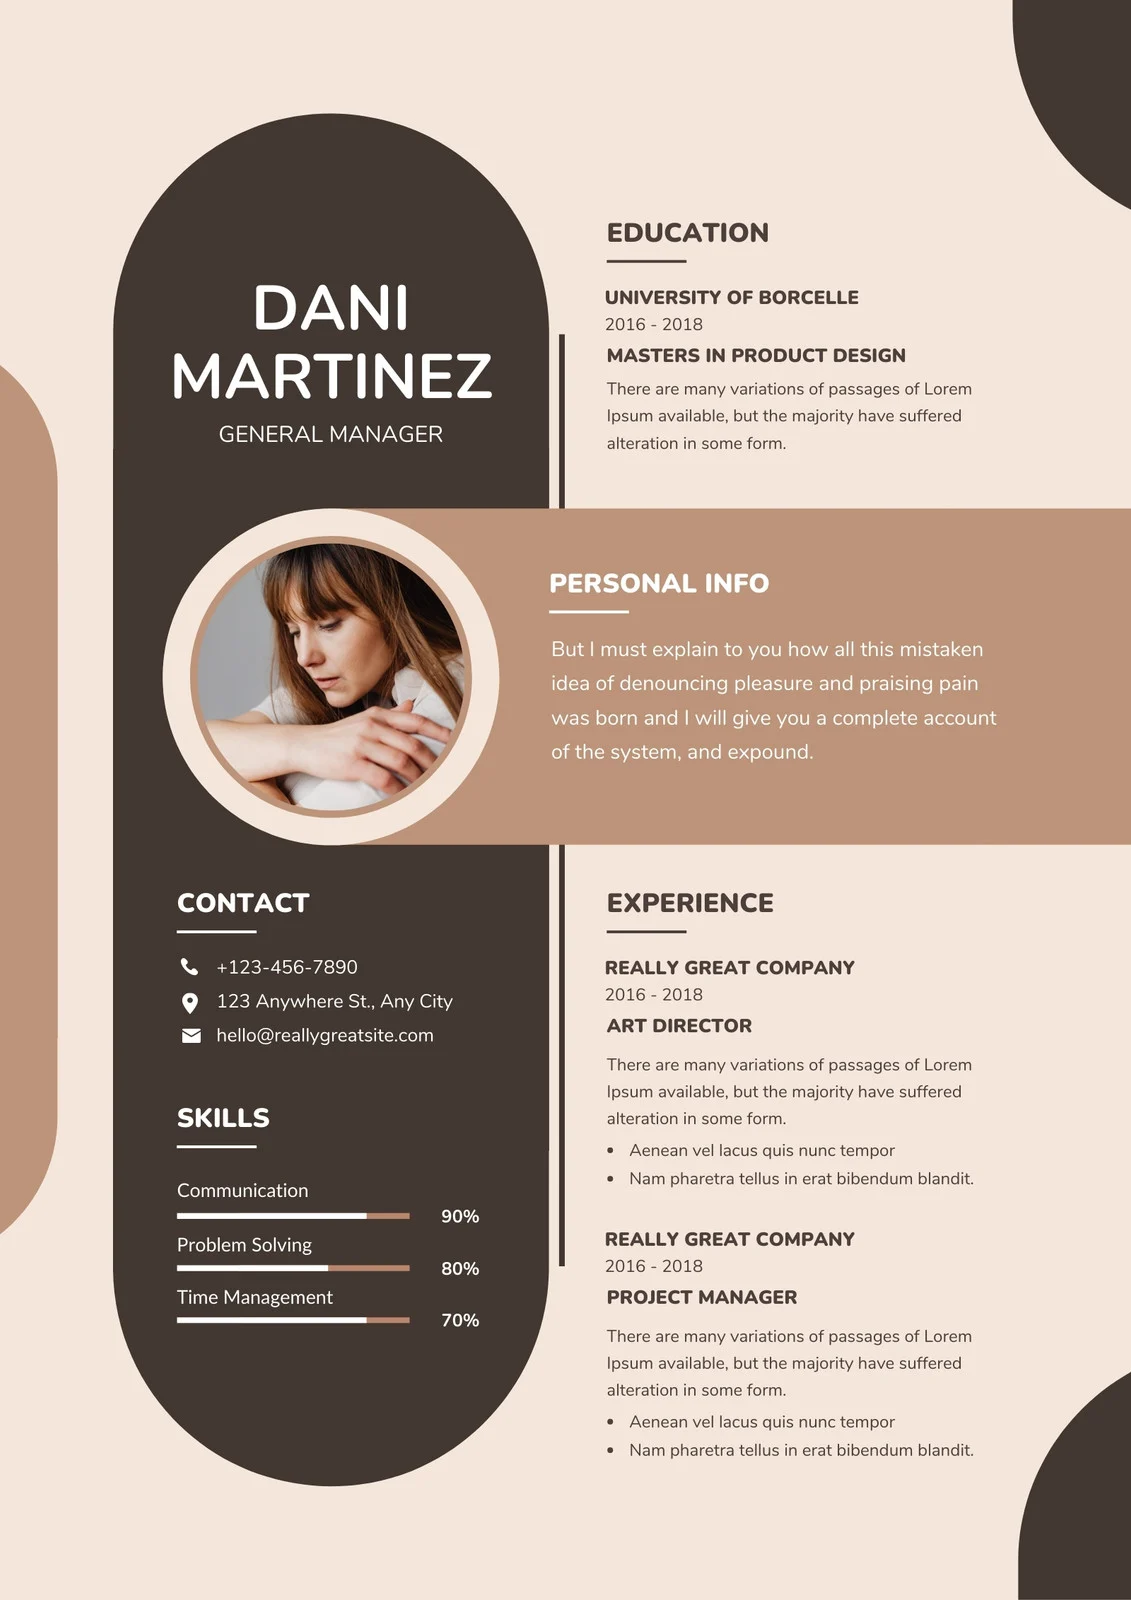 DANI
MARTINEZ
GENERAL MANAGER
EDUCATION
UNIVERSITY OF BORCELLE
2016 - 2018
MASTERS IN PRODUCT DESIGN
There are many variations of passages of Lorem
Ipsum available, but the majority have suffered
alteration in some form.
PERSONAL INFO
But I must explain to you how all this mistaken
idea of denouncing pleasure and praising pain
was born and I will give you a complete account
of the system, and expound.
CONTACT
+123-456-7890
123 Anywhere St., Any City
hello@reallygreatsite.com
SKILLS
Communication
90%
Problem Solving
80%
Time Management
70%
EXPERIENCE
REALLY GREAT COMPANY
2016 - 2018
ART DIRECTOR
There are many variations of passages of Lorem
Ipsum available, but the majority have suffered
alteration in some form.
• Aenean vel lacus quis nunc tempor
• Nam pharetra tellus in erat bibendum blandit.
REALLY GREAT COMPANY
2016 - 2018
PROJECT MANAGER
There are many variations of passages of Lorem
Ipsum available, but the majority have suffered
alteration in some form.
• Aenean vel lacus quis nunc tempor
• Nam pharetra tellus in erat bibendum blandit.